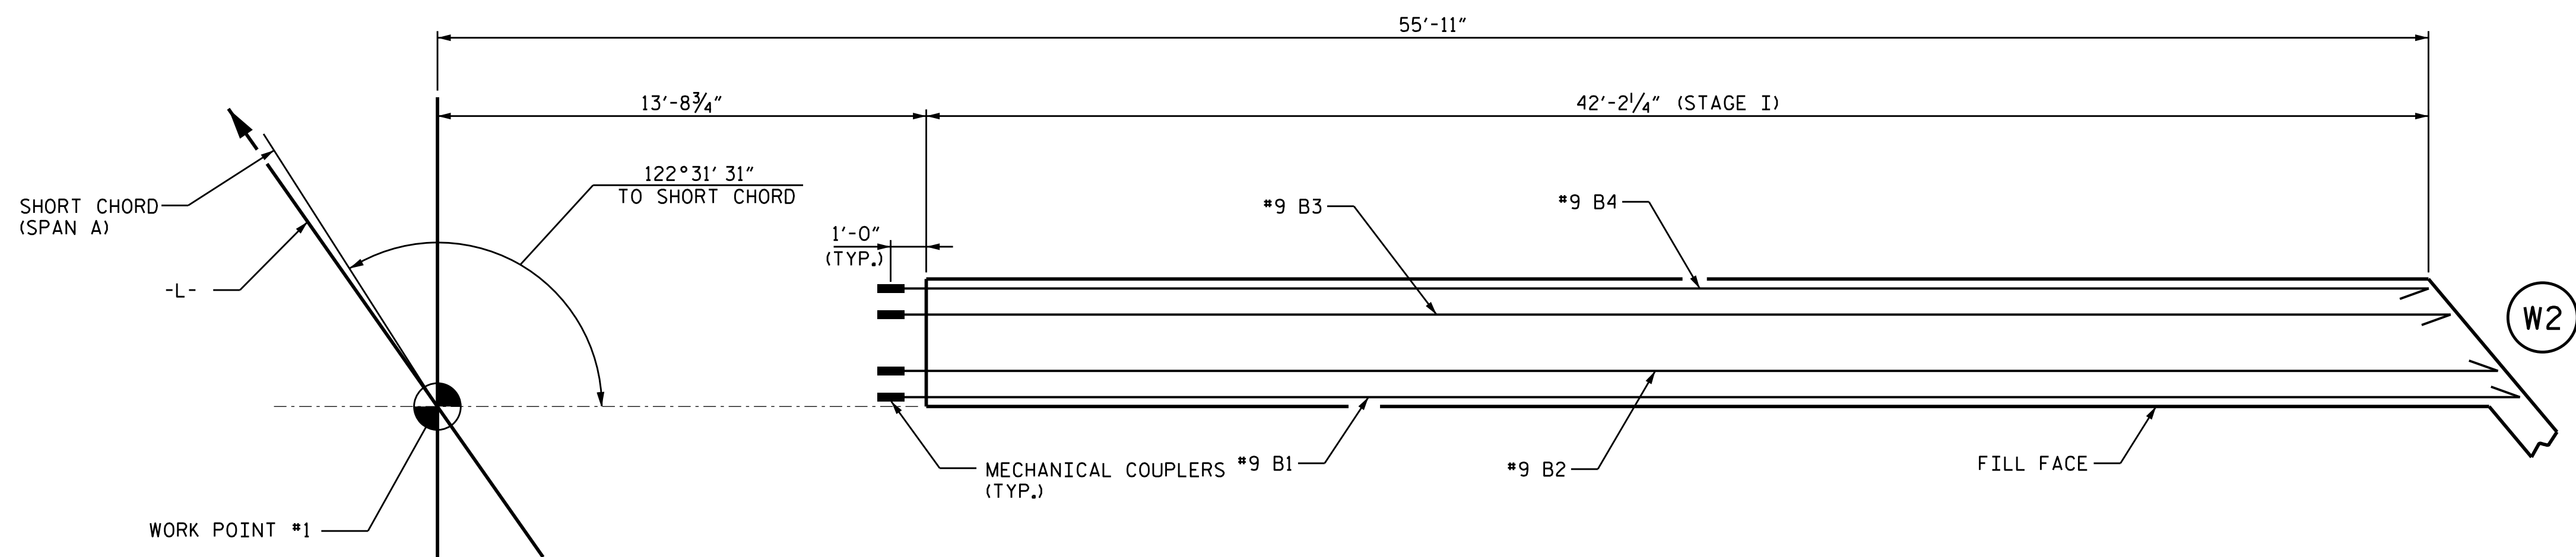 55'-11"
13'-8¾"
42'-2¼" (STAGE I)
122°31' 31"
TO SHORT CHORD
SHORT CHORD
(SPAN A)
#9 B3
#9 B4
1'-0"
(TYP.)
-L-
W2
MECHANICAL COUPLERS
(TYP.)
#9 B1
#9 B2
FILL FACE
WORK POINT #1